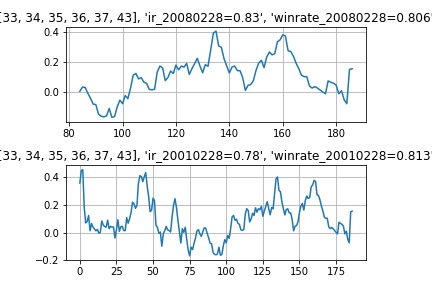 [33, 34, 35, 36, 37, 43], 'ir_20080228=0.83', 'winrate_20080228=0.806'
0.4
0.2
0.0
80 100 120 140 160 180
[33, 34, 35, 36, 37, 43], 'ir_20010228=0.78', 'winrate_20010228=0.813'
0.4
0.2
0.0
−0.2
0 25 50 75 100 125 150 175